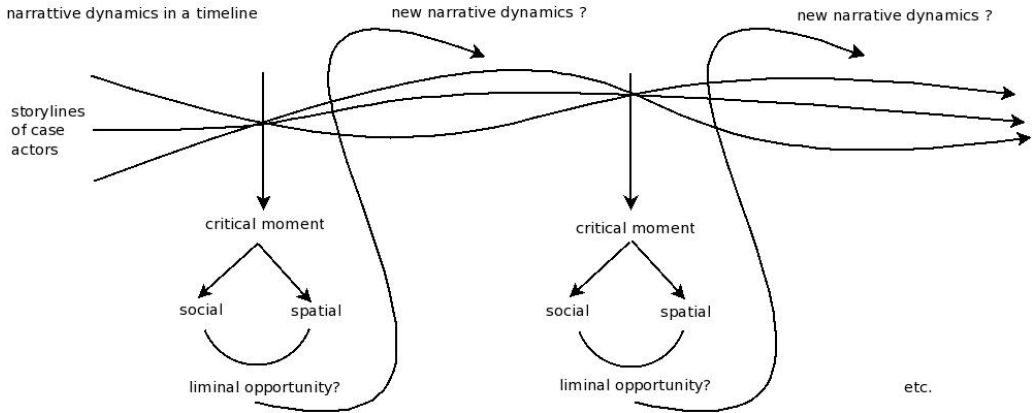 narrattive dynamics in a timeline
new narrative dynamics ?
new narrative dynamics ?
storylines
of case
actors
critical moment
critical moment
social
spatial
social
spatial
liminal opportunity?
liminal opportunity?
etc.